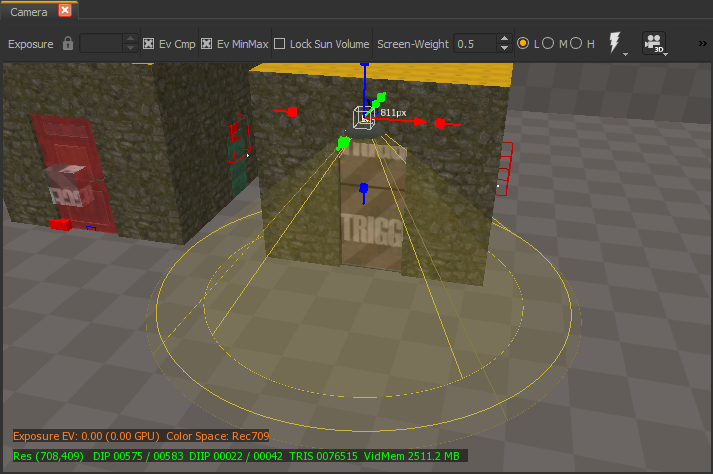 Camera
Exposure Ev Cmp Ev MinMax Lock Sun Volume Screen-Weight 0.5 L M H 3D »
811px
TRIGG
Exposure EV: 0.00 (0.00 GPU) Color Space: Rec709
Res (708,409) DIP 00575 / 00583 DIIP 00022 / 00042 TRIS 0076515 VidMem 2511.2 MB